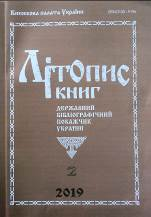 Книжкова палата України
Літопис
книг
ДЕРЖАВНИЙ
БІБЛІОГРАФІЧНИЙ
ПОКАЖЧИК
УКРАЇНИ
2
2019